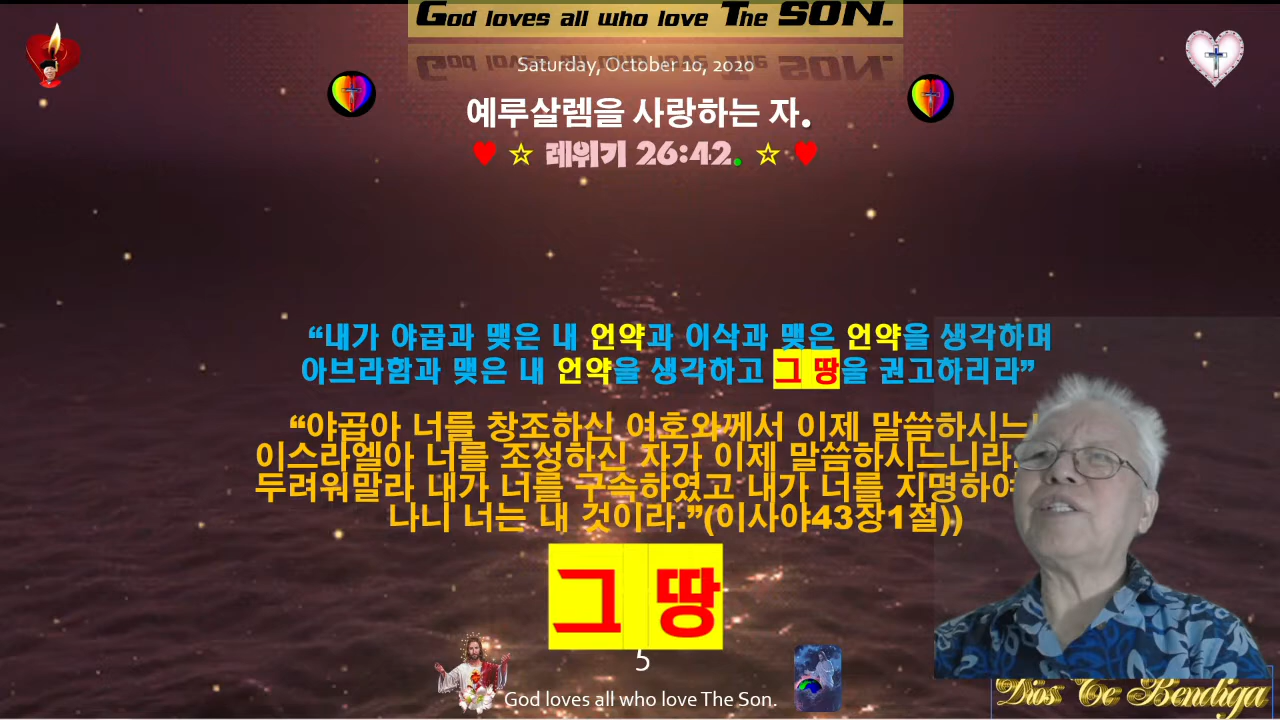 God loves all who love The SON.
Saturday, October 10, 2020
예루살렘을 사랑하는 자.
♥ ☆ 레위기 26:42. ☆ ♥
“내가 야곱과 맺은 내 언약과 이삭과 맺은 언약을 생각하며
아브라함과 맺은 내 언약을 생각하고 그 땅을 권고하리라”
“야곱아 너를 창조하신 여호와께서 이제 말씀하시느니
이스라엘아 너를 조성하신 자가 이제 말씀하시느니라
두려워말라 내가 너를 구속하였고 내가 너를 지명하여
나니 너는 내 것이라.”(이사야43장1절))
그 땅
5
God loves all who love The Son.
Dios Te Bendiga